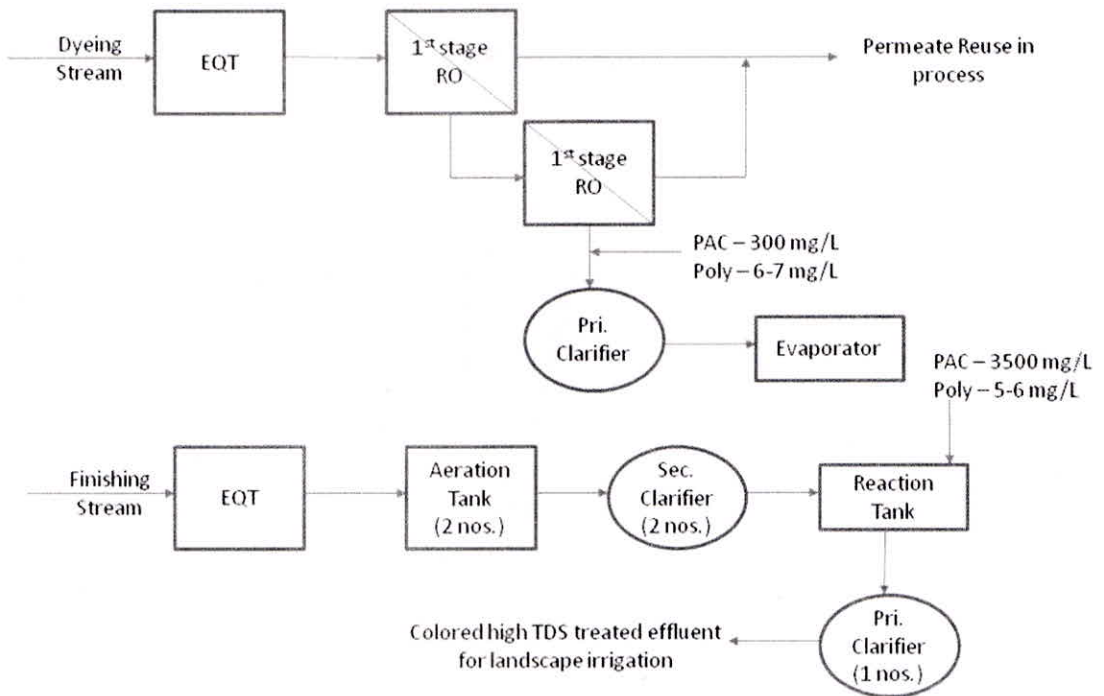 Dyeing
Stream
EQT
1st stage
RO
Permeate Reuse in
process
1st stage
RO
PAC – 300 mg/L
Poly – 6-7 mg/L
Pri.
Clarifier
Evaporator
PAC – 3500 mg/L
Poly – 5-6 mg/L
Finishing
Stream
EQT
Aeration
Tank
(2 nos.)
Sec.
Clarifier
(2 nos.)
Reaction
Tank
Colored high TDS treated effluent
for landscape irrigation
Pri.
Clarifier
(1 nos.)